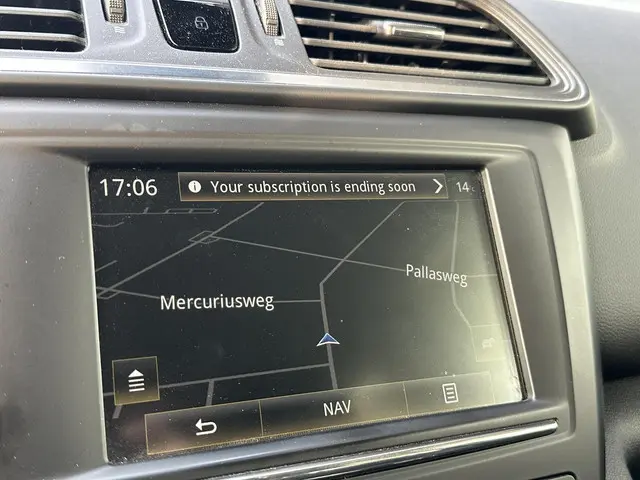 17:06
Your subscription is ending soon
14
Pallasweg
Mercuriusweg
NAV